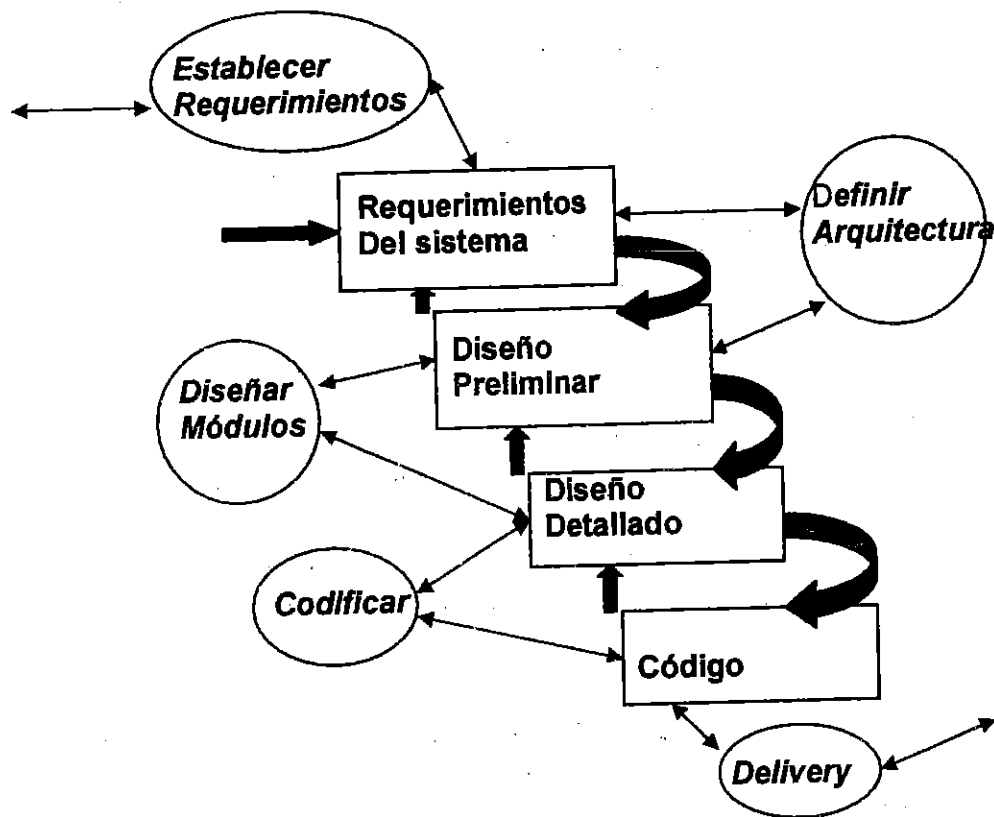 Establecer
Requerimientos
Requerimientos
Del sistema
Definir
Arquitectura
Diseño
Preliminar
Diseñar
Módulos
Diseño
Detallado
Codificar
Código
Delivery